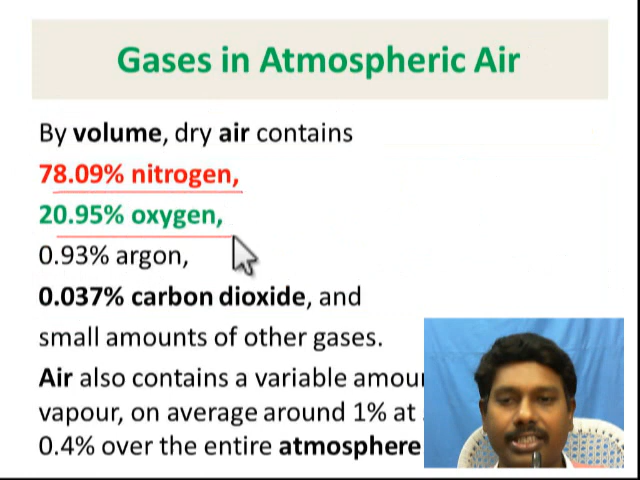 Gases in Atmospheric Air
By volume, dry air contains
78.09% nitrogen,
20.95% oxygen,
0.93% argon,
0.037% carbon dioxide, and
small amounts of other gases.
Air also contains a variable
vapour, on average around 1% at
0.4% over the entire atmosphere